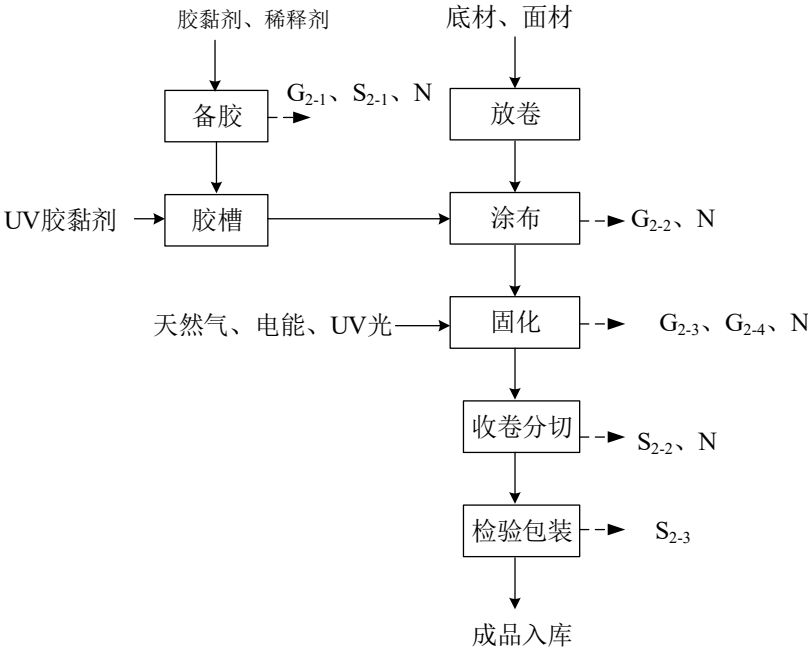 胶黏剂、稀释剂
底材、面材
备胶
G2-1、S2-1、N
放卷
UV胶黏剂
胶槽
涂布
G2-2、N
天然气、电能、UV光
固化
G2-3、G2-4、N
收卷分切
S2-2、N
检验包装
S2-3
成品入库